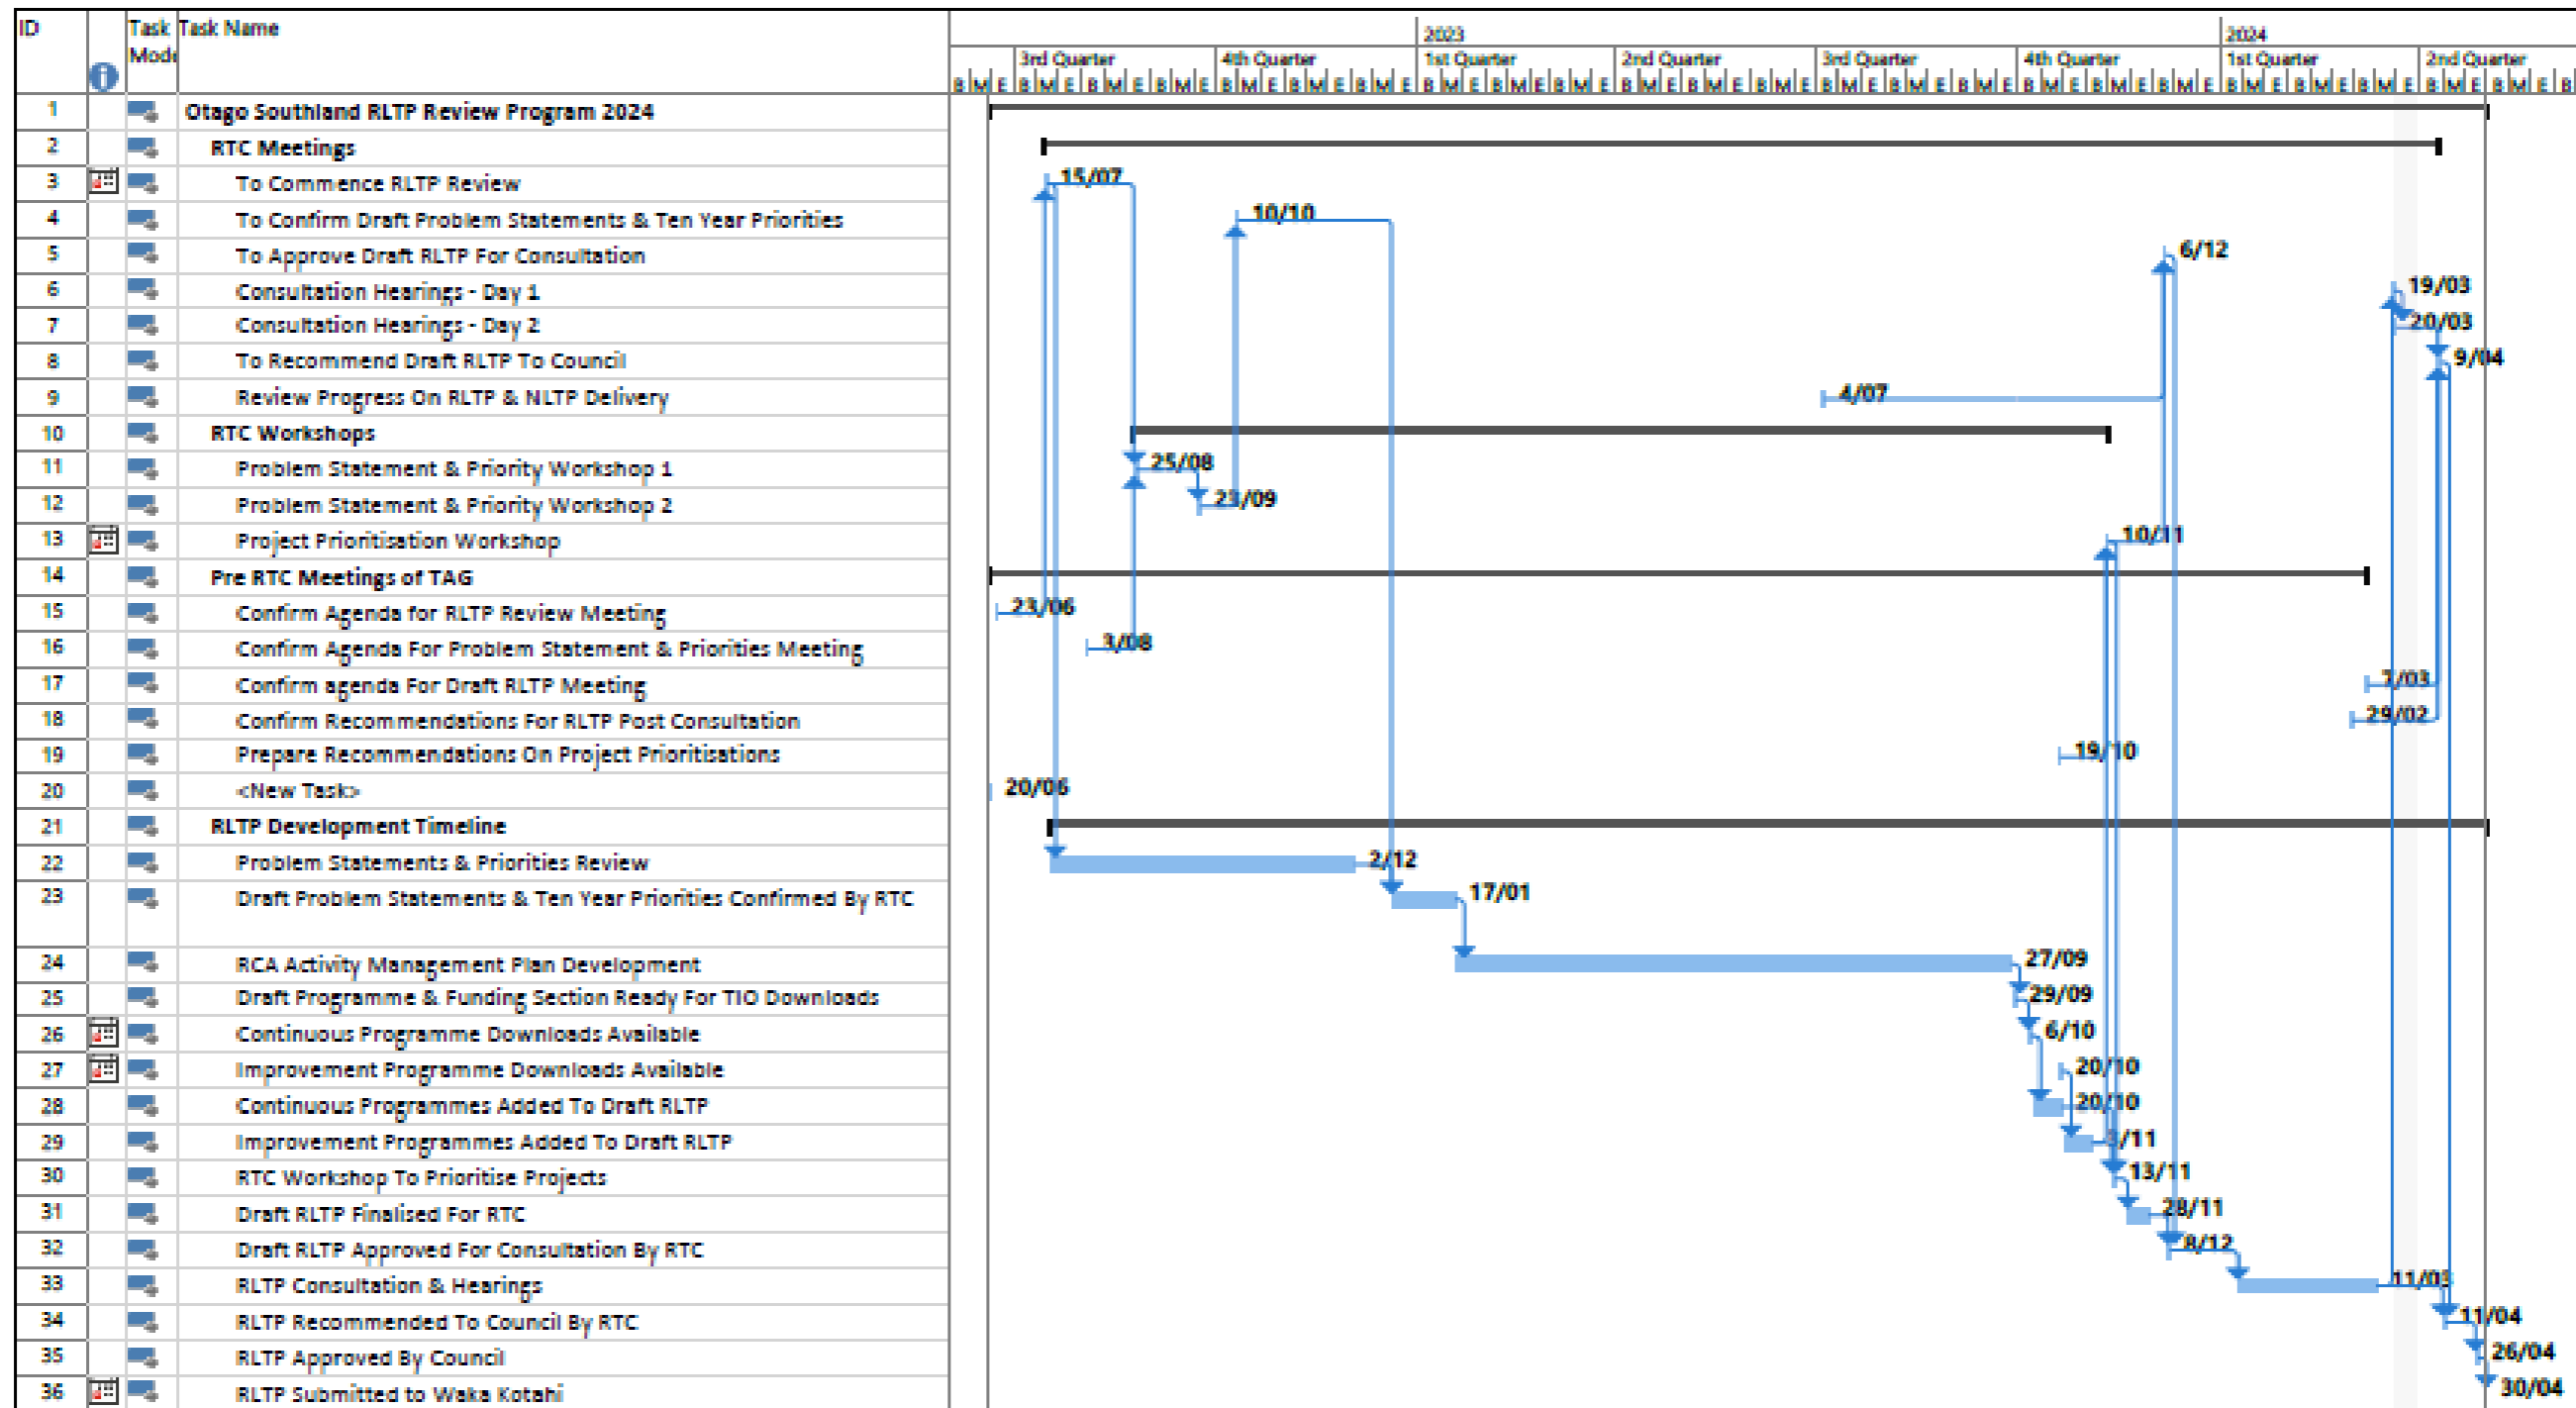 ID Task Task Name
Mode
2023 2024
3rd Quarter 4th Quarter 1st Quarter 2nd Quarter 3rd Quarter 4th Quarter 1st Quarter 2nd Quarter
B M E B M E B M E B M E B M E B M E B M E B M E B M E B M E B M E B M E B M E B M E B M E B M E B M E B M E B M E B M E B M E B M E B M E B
1 Otago Southland RLTP Review Program 2024
2 RTC Meetings
3 To Commence RLTP Review 15/07
4 To Confirm Draft Problem Statements & Ten Year Priorities 10/10
5 To Approve Draft RLTP For Consultation 6/12
6 Consultation Hearings - Day 1 19/03
7 Consultation Hearings - Day 2 20/03
8 To Recommend Draft RLTP To Council 9/04
9 Review Progress On RLTP & NLTP Delivery 4/07
10 RTC Workshops
11 Problem Statement & Priority Workshop 1 25/08
12 Problem Statement & Priority Workshop 2 23/09
13 Project Prioritisation Workshop 10/11
14 Pre RTC Meetings of TAG
15 Confirm Agenda for RLTP Review Meeting 23/06
16 Confirm Agenda For Problem Statement & Priorities Meeting 3/08
17 Confirm agenda For Draft RLTP Meeting 7/03
18 Confirm Recommendations For RLTP Post Consultation 29/02
19 Prepare Recommendations On Project Prioritisations 19/10
20 <New Task> 20/06
21 RLTP Development Timeline
22 Problem Statements & Priorities Review 2/12
23 Draft Problem Statements & Ten Year Priorities Confirmed By RTC 17/01
24 RCA Activity Management Plan Development 27/09
25 Draft Programme & Funding Section Ready For TIO Downloads 29/09
26 Continuous Programme Downloads Available 6/10
27 Improvement Programme Downloads Available 20/10
28 Continuous Programmes Added To Draft RLTP 20/10
29 Improvement Programmes Added To Draft RLTP 3/11
30 RTC Workshop To Prioritise Projects 13/11
31 Draft RLTP Finalised For RTC 28/11
32 Draft RLTP Approved For Consultation By RTC 8/12
33 RLTP Consultation & Hearings 11/03
34 RLTP Recommended To Council By RTC 11/04
35 RLTP Approved By Council 26/04
36 RLTP Submitted to Waka Kotahi 30/04